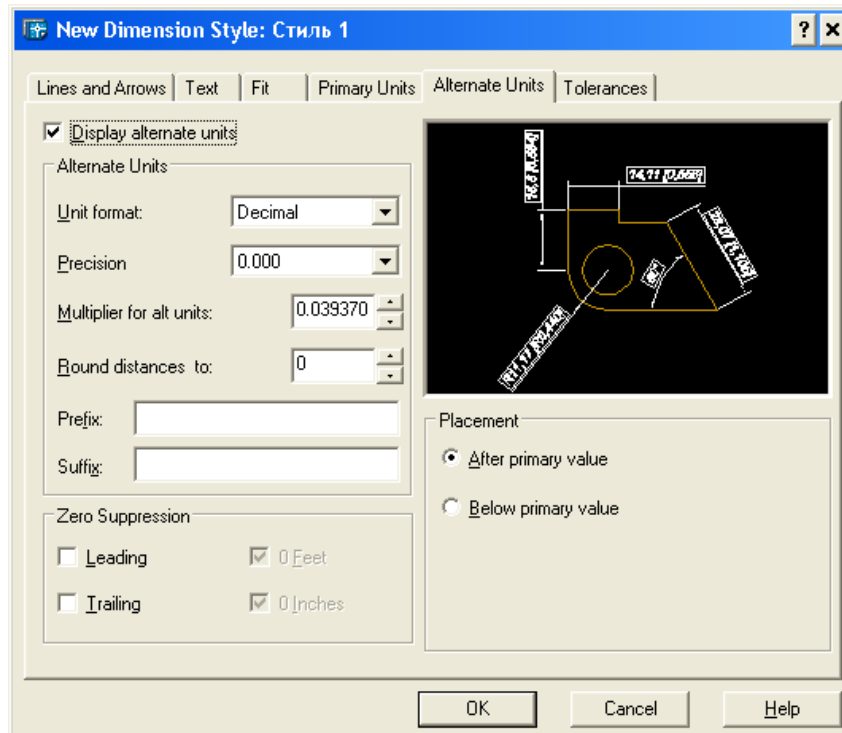 New Dimension Style: Стиль 1
Lines and Arrows Text Fit Primary Units Alternate Units Tolerances
Display alternate units
Alternate Units
Unit format: Decimal
Precision 0.000
Multiplier for alt units: 0.039370
Round distances to: 0
Prefix:
Suffix:
Zero Suppression
Leading 0 Feet
Trailing 0 Inches
14,11
Placement
After primary value
Below primary value
OK Cancel Help